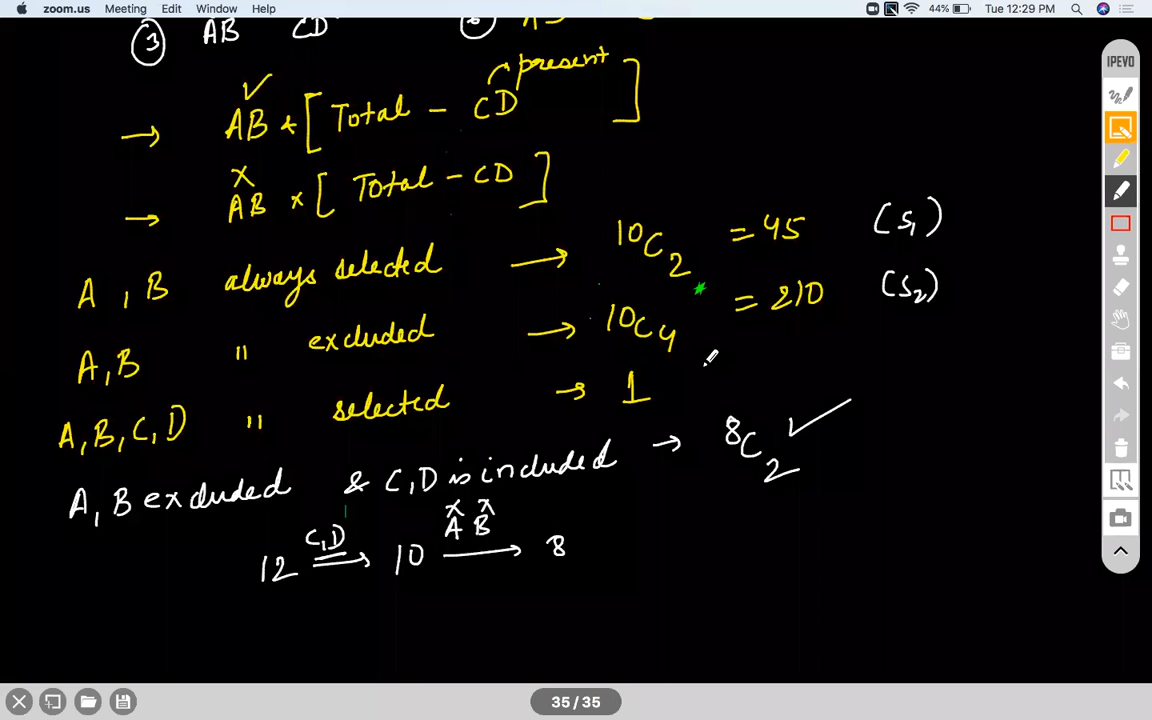 zoom.us Meeting Edit Window Help 44% Tue 12:29 PM
3 AB CD
present
AB * [ Total - CD ]
AB × [ Total - CD ]
A, B always selected → 10C2 = 45 (S1)
A, B " excluded → 10C4 = 210 (S2)
A, B, C, D " selected → 1
A, B excluded & C, D is included → 8C2 ✓
x x
C,D A B
12 → 10 → 8
IPEVO
35 / 35